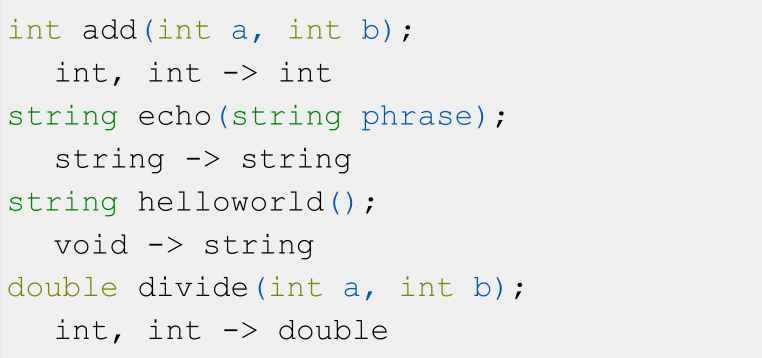 int add(int a, int b);
int, int -> int
string echo(string phrase);
string -> string
string helloworld();
void -> string
double divide(int a, int b);
int, int -> double